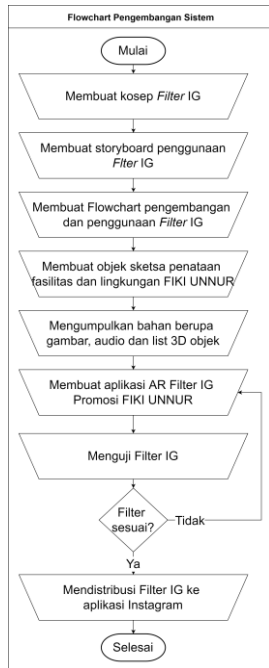 Flowchart Pengembangan Sistem
Mulai
Membuat kosep Filter IG
Membuat storyboard penggunaan
Flter IG
Membuat Flowchart pengembangan
dan penggunaan Filter IG
Membuat objek sketsa penataan
fasilitas dan lingkungan FIKI UNNUR
Mengumpulkan bahan berupa
gambar, audio dan list 3D objek
Membuat aplikasi AR Filter IG
Promosi FIKI UNNUR
Menguji Filter IG
Filter
sesuai?
Tidak
Ya
Mendistribusi Filter IG ke
aplikasi Instagram
Selesai